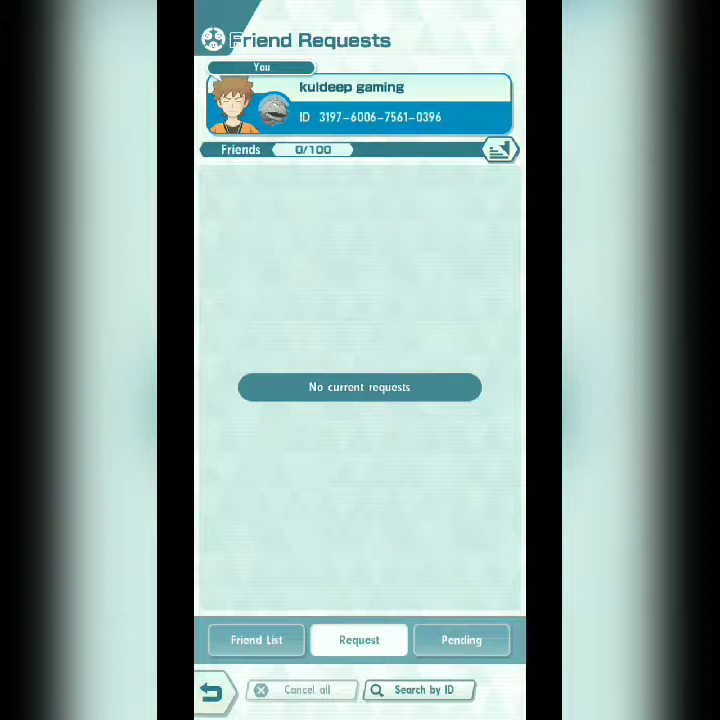 Friend Requests
You
kuldeep gaming
ID 3197-6006-7561-0396
Friends 0/100
No current requests
Friend List Request Pending
Cancel all Search by ID